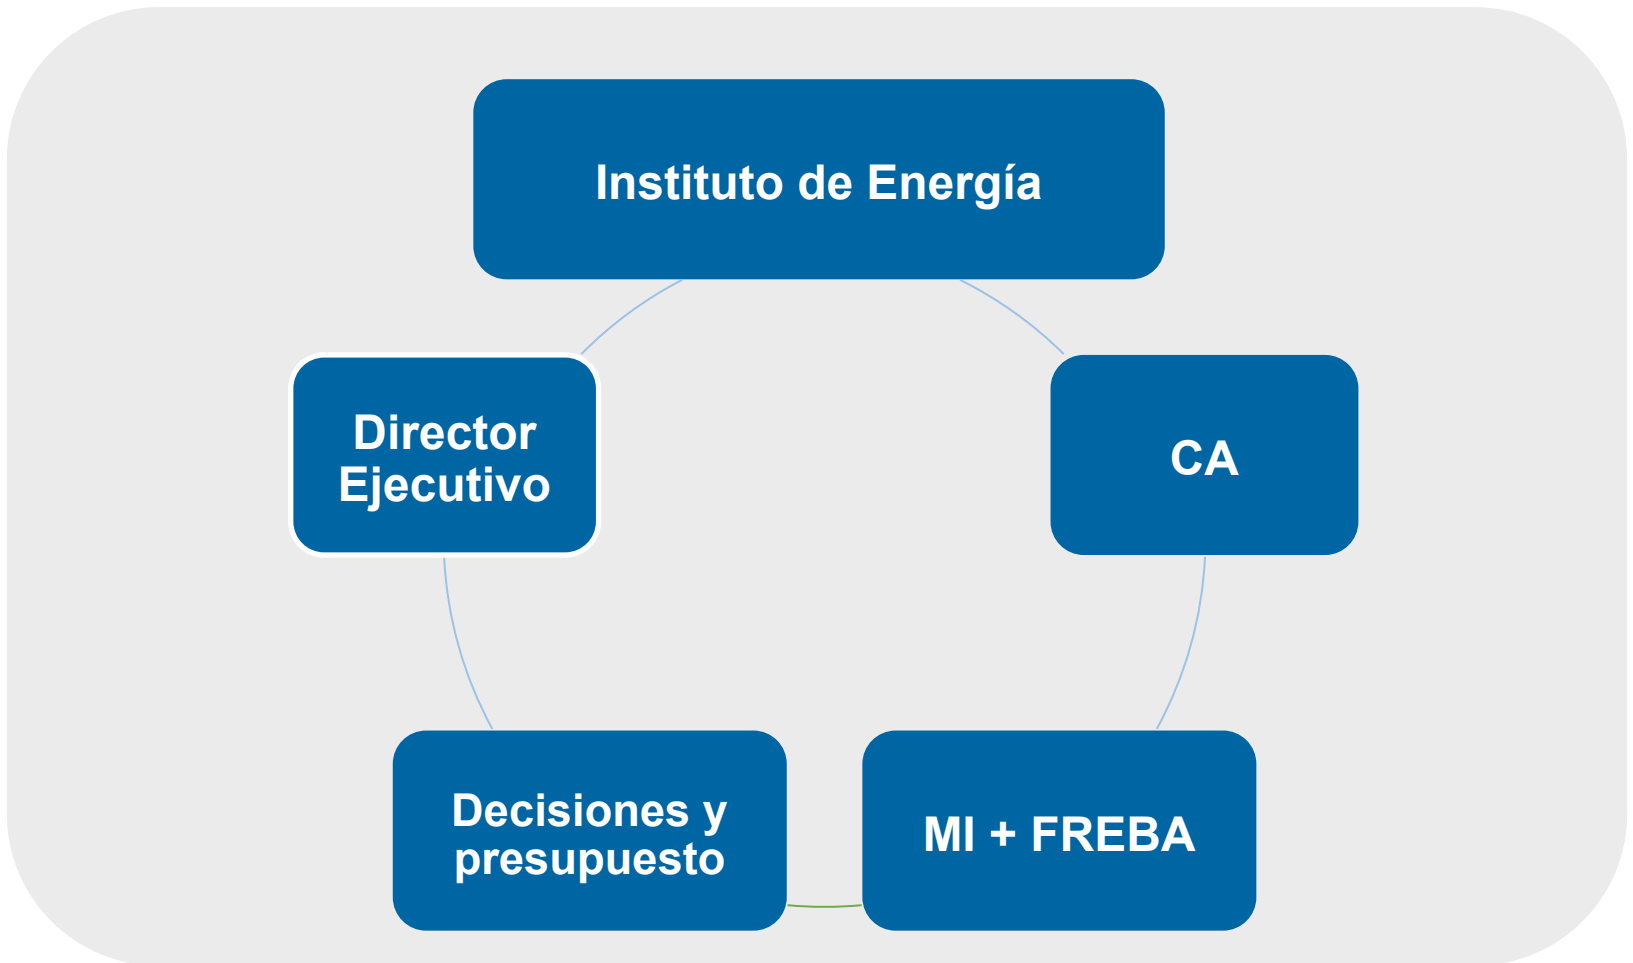 Instituto de Energía
Director
Ejecutivo
CA
Decisiones y
presupuesto
MI + FREBA